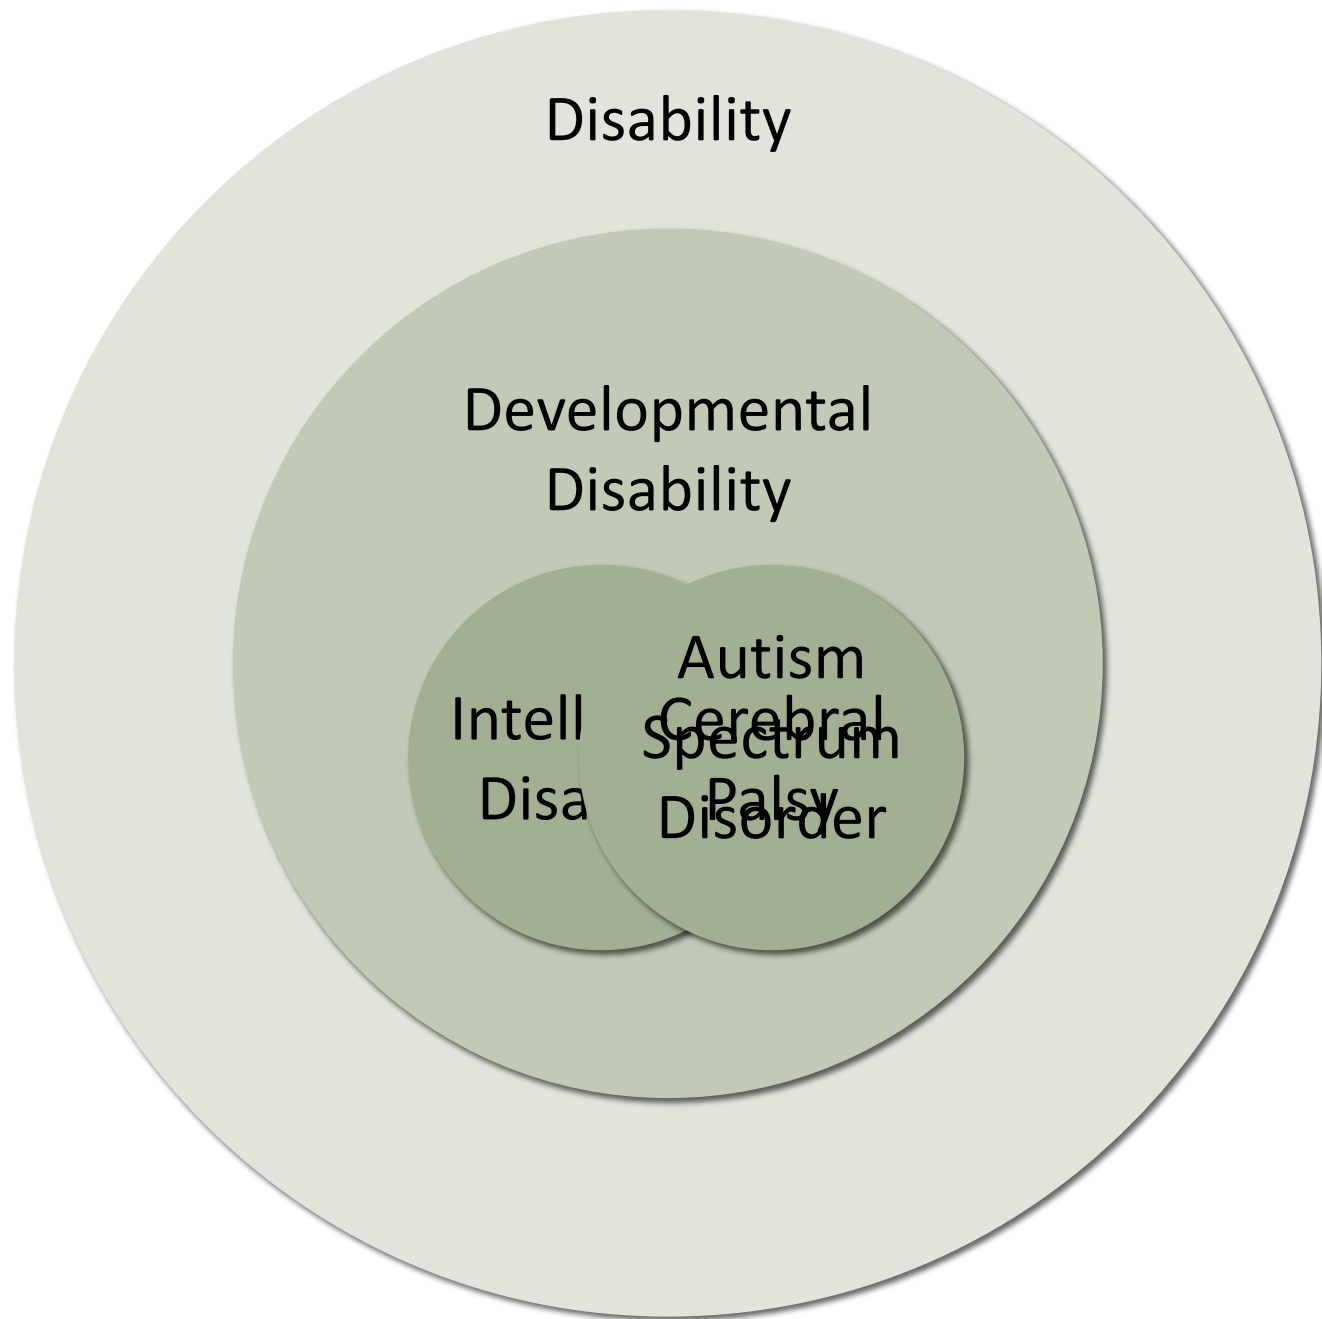 Disability
Developmental
Disability
Intell
Disa
Autism
Spectrum
Disorder
Cerebral
Palsy